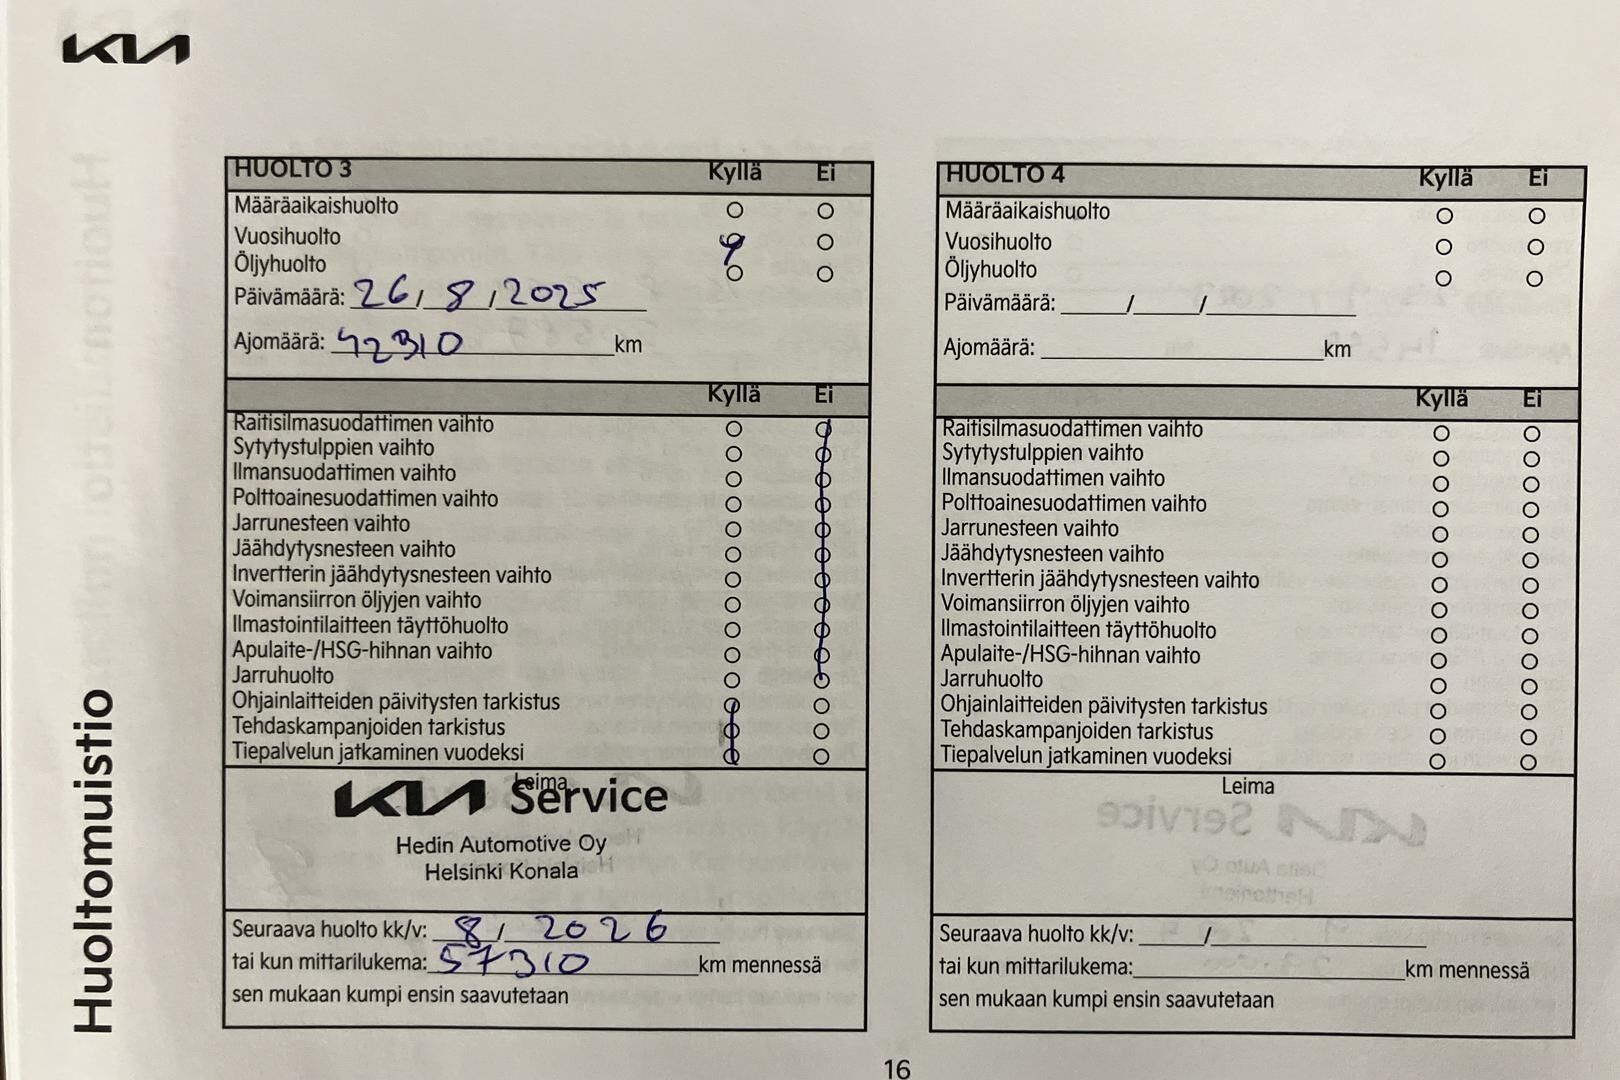 KIA
Huoltomuistio
HUOLTO 3 Kyllä Ei
Määräaikaishuolto
Vuosihuolto
Öljyhuolto
Päivämäärä: 26 / 8 / 2025
Ajomäärä: 42310 km
Kyllä Ei
Raitisilmasuodattimen vaihto
Sytytystulppien vaihto
Ilmansuodattimen vaihto
Polttoainesuodattimen vaihto
Jarrunesteen vaihto
Jäähdytysnesteen vaihto
Invertterin jäähdytysnesteen vaihto
Voimansiirron öljyjen vaihto
Ilmastointilaitteen täyttöhuolto
Apulaite-/HSG-hihnan vaihto
Jarruhuolto
Ohjainlaitteiden päivitysten tarkistus
Tehdaskampanjoiden tarkistus
Tiepalvelun jatkaminen vuodeksi
Leima
KIA Service
Hedin Automotive Oy
Helsinki Konala
Seuraava huolto kk/v: 8 / 2026
tai kun mittarilukema: 57310 km mennessä
sen mukaan kumpi ensin saavutetaan
HUOLTO 4 Kyllä Ei
Määräaikaishuolto
Vuosihuolto
Öljyhuolto
Päivämäärä: / /
Ajomäärä: km
Kyllä Ei
Raitisilmasuodattimen vaihto
Sytytystulppien vaihto
Ilmansuodattimen vaihto
Polttoainesuodattimen vaihto
Jarrunesteen vaihto
Jäähdytysnesteen vaihto
Invertterin jäähdytysnesteen vaihto
Voimansiirron öljyjen vaihto
Ilmastointilaitteen täyttöhuolto
Apulaite-/HSG-hihnan vaihto
Jarruhuolto
Ohjainlaitteiden päivitysten tarkistus
Tehdaskampanjoiden tarkistus
Tiepalvelun jatkaminen vuodeksi
Leima
Seuraava huolto kk/v: /
tai kun mittarilukema: km mennessä
sen mukaan kumpi ensin saavutetaan
16